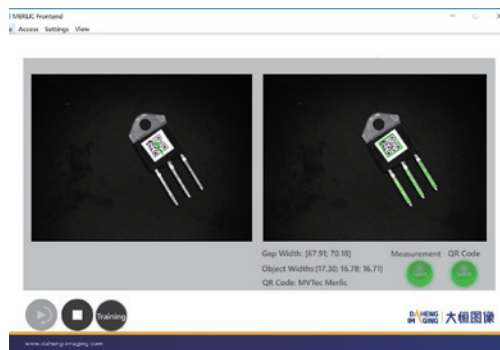 MERLIC Frontend
Access Settings View
Gap Width: [67.91; 70.18]
Object Widths:[17.30; 16.78; 16.71]
QR Code: MVTec Merlic
Measurement QR Code
Training
DAHENG
IMAGING 大恒图像
www.daheng-imaging.com